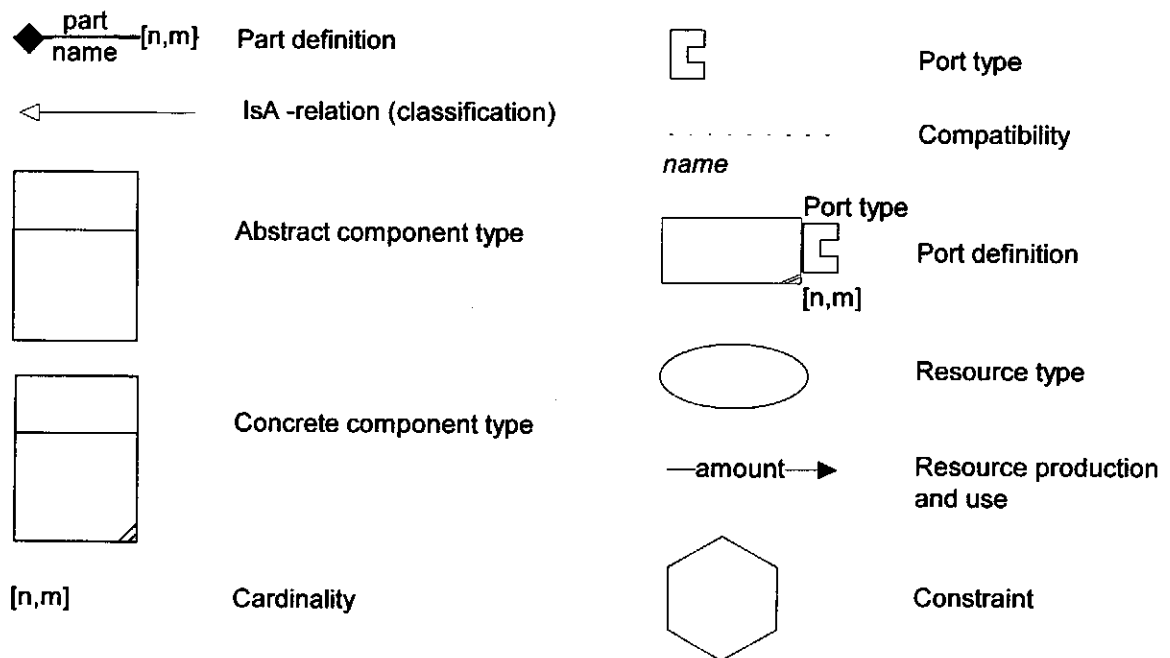 part
name
[n,m]
Part definition
IsA -relation (classification)
Abstract component type
Concrete component type
[n,m]
Cardinality
Port type
Compatibility
name
Port type
Port definition
[n,m]
Resource type
amount
Resource production
and use
Constraint